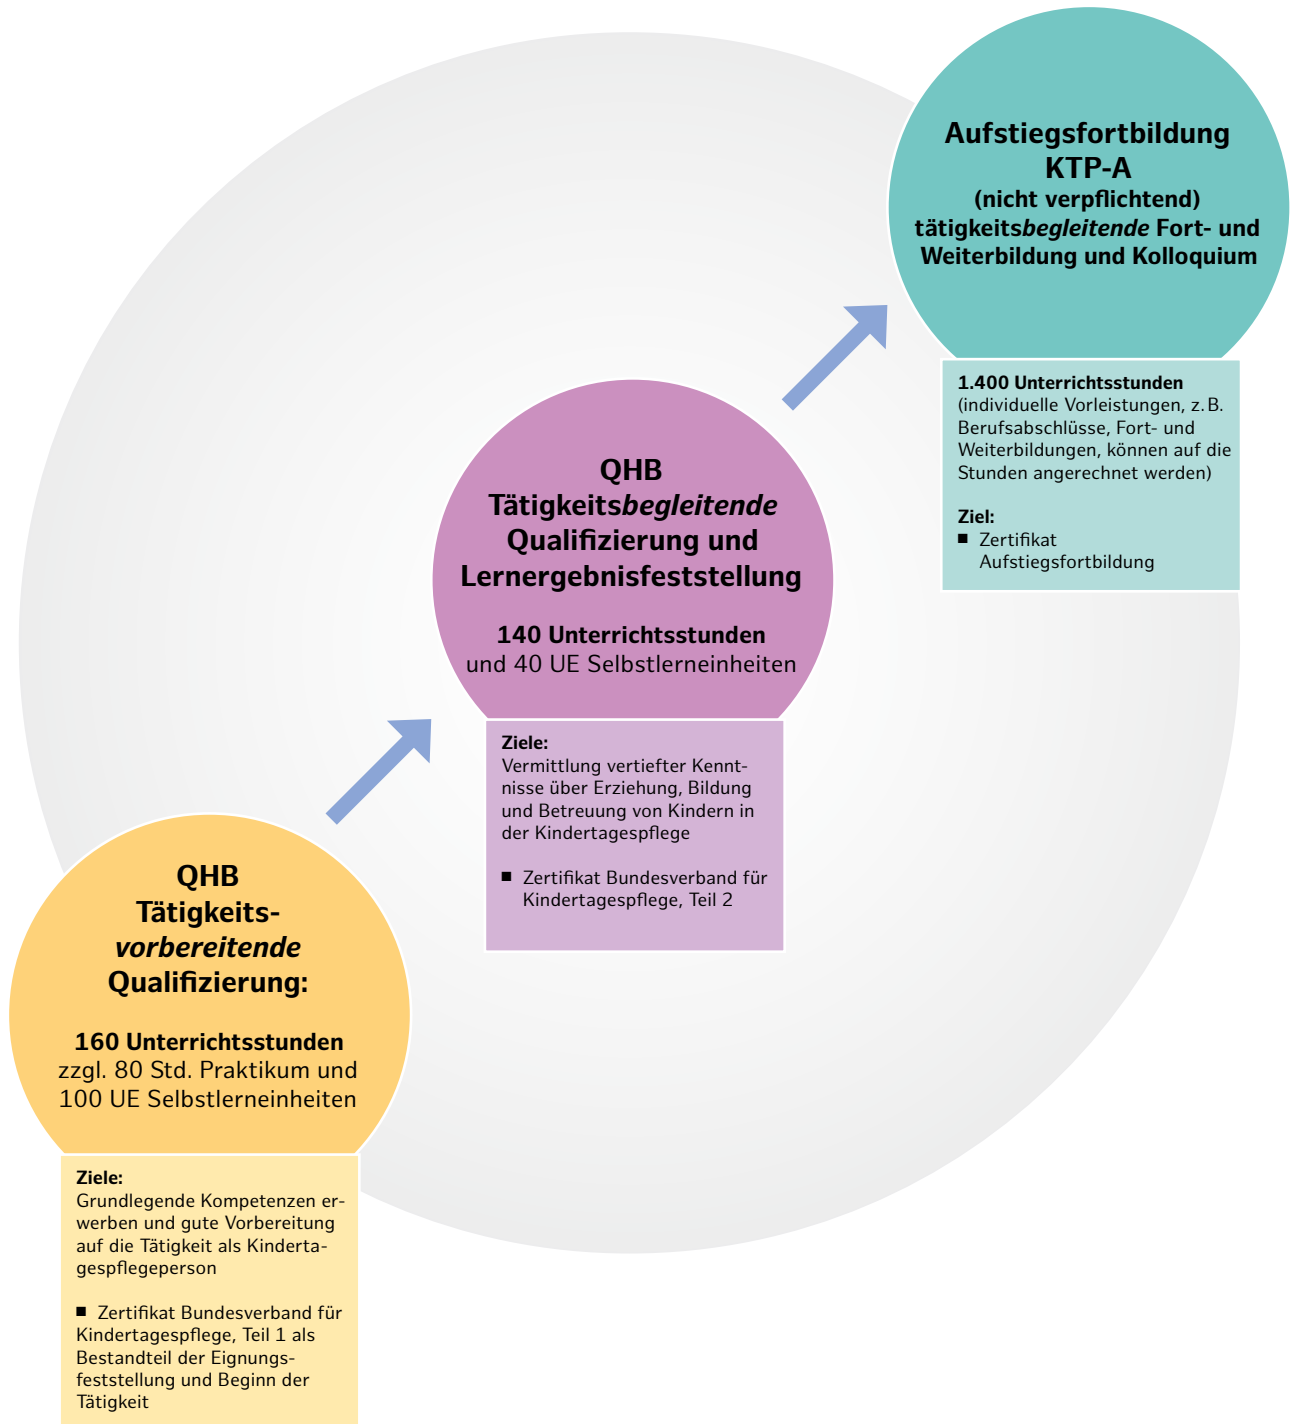 Aufstiegsfortbildung
KTP-A
(nicht verpflichtend)
tätigkeitsbegleitende Fort- und
Weiterbildung und Kolloquium
1.400 Unterrichtsstunden
(individuelle Vorleistungen, z. B.
Berufsabschlüsse, Fort- und
Weiterbildungen, können auf die
Stunden angerechnet werden)
Ziel:
■ Zertifikat
Aufstiegsfortbildung
QHB
Tätigkeitsbegleitende
Qualifizierung und
Lernergebnisfeststellung
140 Unterrichtsstunden
und 40 UE Selbstlerneinheiten
Ziele:
Vermittlung vertiefter Kennt-
nisse über Erziehung, Bildung
und Betreuung von Kindern in
der Kindertagespflege
■ Zertifikat Bundesverband für
Kindertagespflege, Teil 2
QHB
Tätigkeits-
vorbereitende
Qualifizierung:
160 Unterrichtsstunden
zzgl. 80 Std. Praktikum und
100 UE Selbstlerneinheiten
Ziele:
Grundlegende Kompetenzen er-
werben und gute Vorbereitung
auf die Tätigkeit als Kinderta-
gespflegeperson
■ Zertifikat Bundesverband für
Kindertagespflege, Teil 1 als
Bestandteil der Eignungs-
feststellung und Beginn der
Tätigkeit